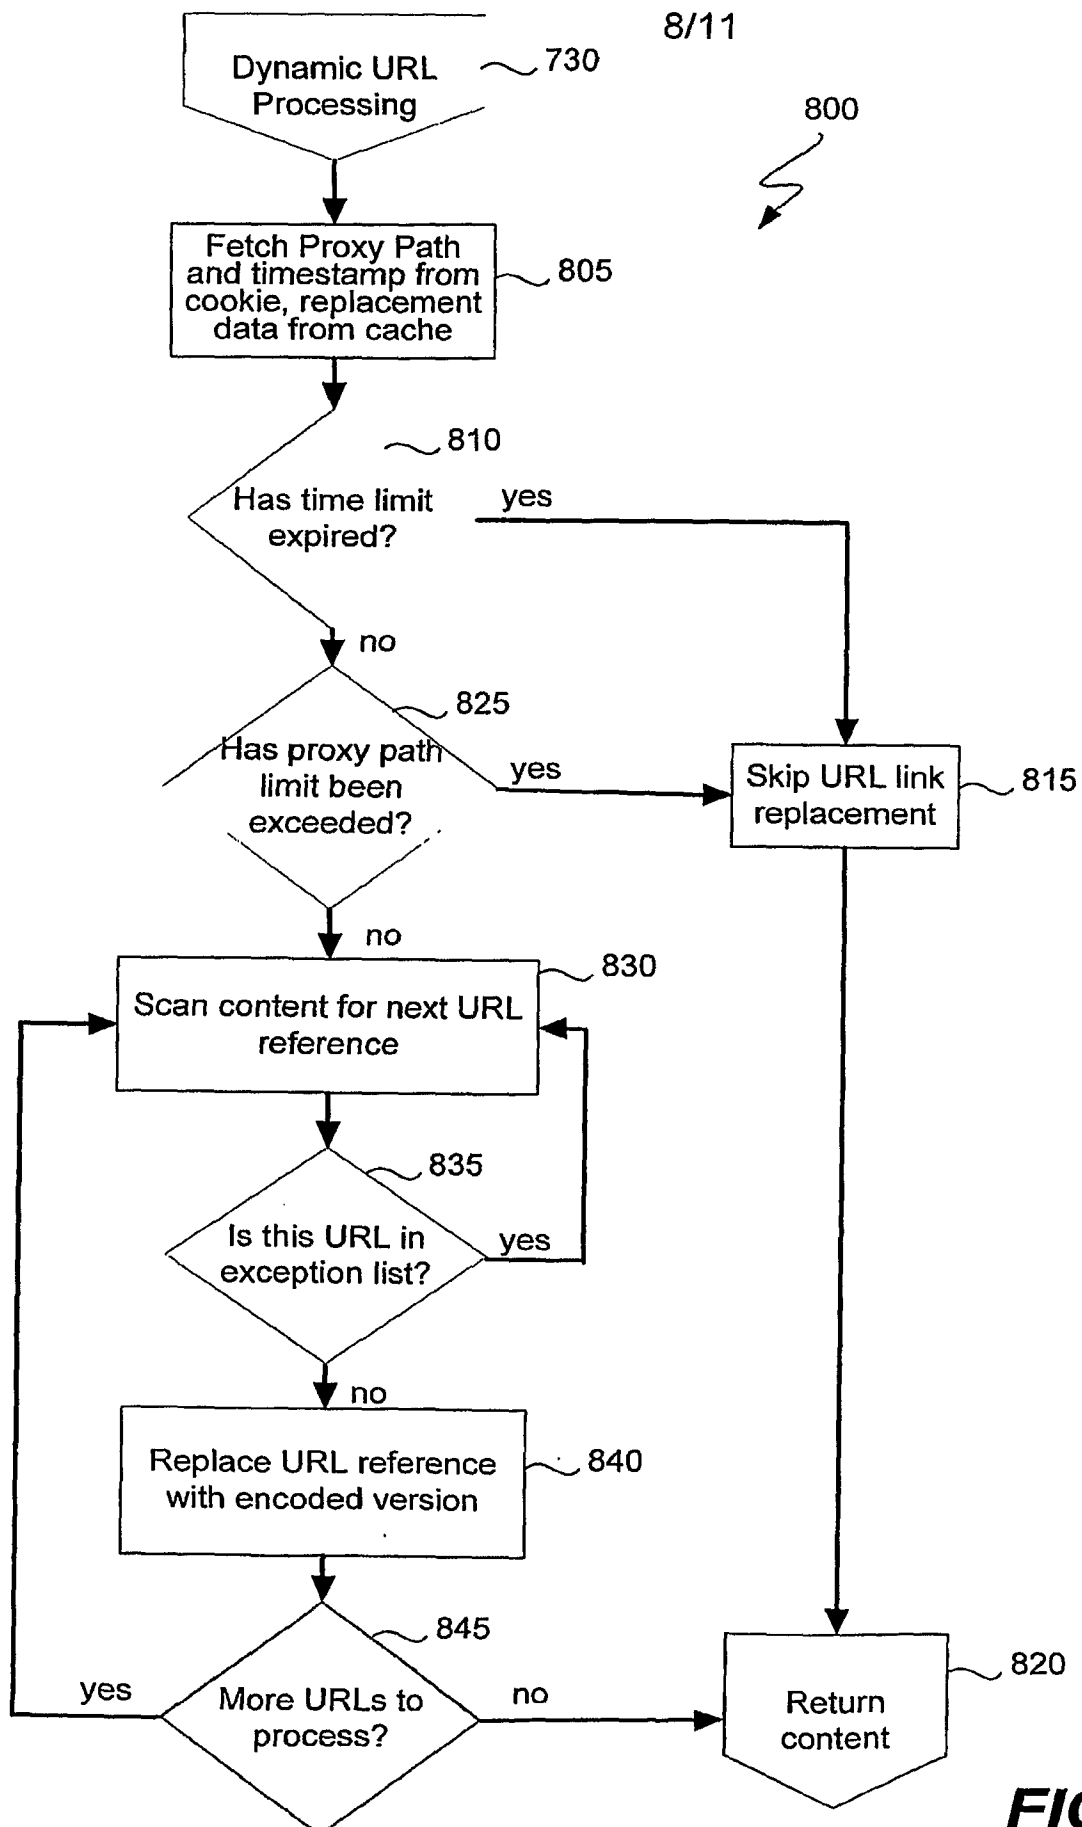 8/11
Dynamic URL
Processing
730
800
Fetch Proxy Path
and timestamp from
cookie, replacement
data from cache
805
810
Has time limit
expired?
yes
no
825
Has proxy path
limit been
exceeded?
yes
Skip URL link
replacement
815
no
830
Scan content for next URL
reference
835
Is this URL in
exception list?
yes
no
Replace URL reference
with encoded version
840
845
More URLs to
process?
yes
no
Return
content
820
FIG